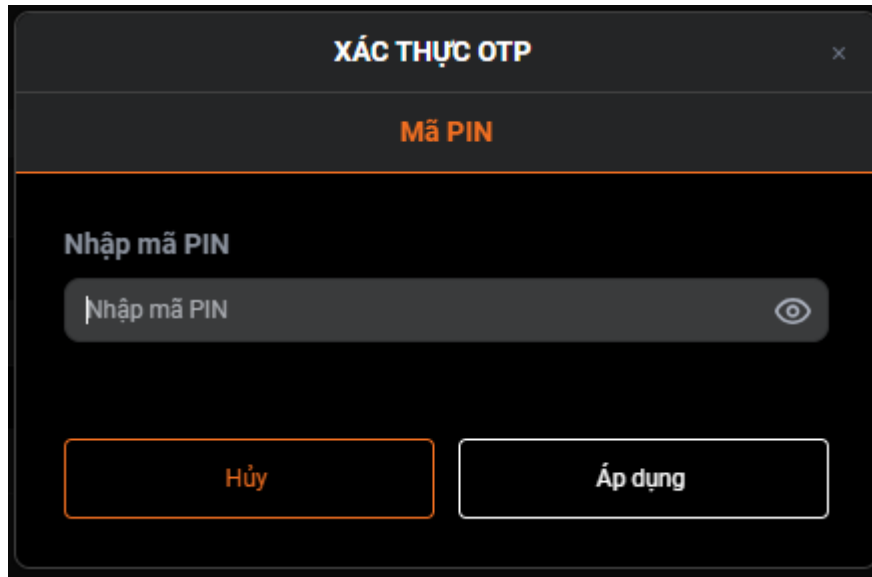 XÁC THỰC OTP ×
Mã PIN
Nhập mã PIN
Nhập mã PIN
Hủy Áp dụng